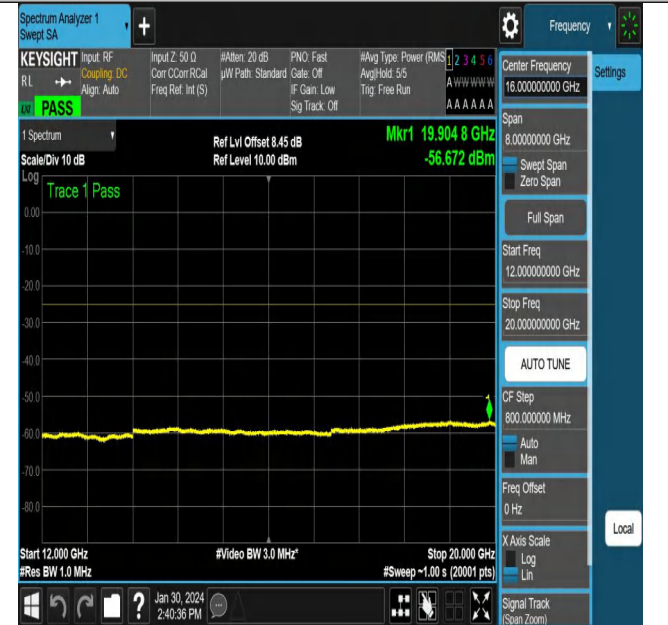 Spectrum Analyzer 1
Swept SA
Frequency
KEYSIGHT
RL
LXI PASS
Input: RF
Coupling: DC
Align: Auto
Input Z: 50 Ω
Corr CCorr RCal
Freq Ref: Int (S)
#Atten: 20 dB
µW Path: Standard
PNO: Fast
Gate: Off
IF Gain: Low
Sig Track: Off
#Avg Type: Power (RMS
Avg|Hold: 5/5
Trig: Free Run
1 2 3 4 5 6
A W W W W W
A A A A A A
1 Spectrum
Scale/Div 10 dB
Log
Ref Lvl Offset 8.45 dB
Ref Level 10.00 dBm
Mkr1 19.904 8 GHz
-56.672 dBm
Trace 1 Pass
0.00
-10.0
-20.0
-30.0
-40.0
-50.0
-60.0
-70.0
-80.0
1
Start 12.000 GHz
#Res BW 1.0 MHz
#Video BW 3.0 MHz*
Stop 20.000 GHz
#Sweep ~1.00 s (20001 pts)
Jan 30, 2024
2:40:36 PM
Center Frequency
16.000000000 GHz
Span
8.00000000 GHz
Swept Span
Zero Span
Full Span
Start Freq
12.000000000 GHz
Stop Freq
20.000000000 GHz
AUTO TUNE
CF Step
800.000000 MHz
Auto
Man
Freq Offset
0 Hz
X Axis Scale
Log
Lin
Signal Track
(Span Zoom)
Settings
Local